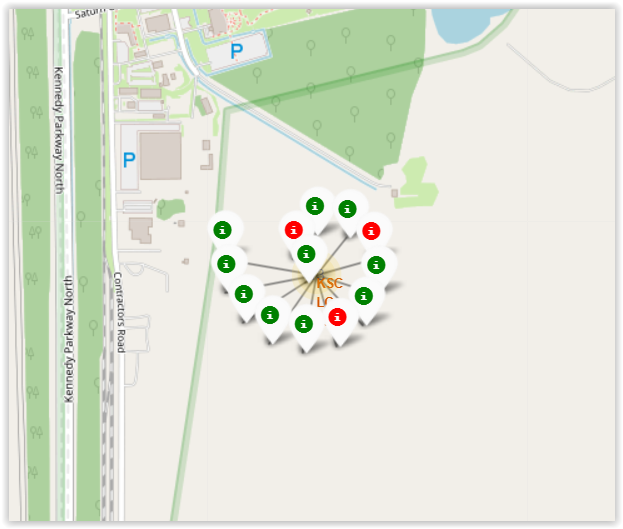 Saturn
P
Kennedy Parkway North
P
KSC
LC
Kennedy Parkway North
Contractors Road